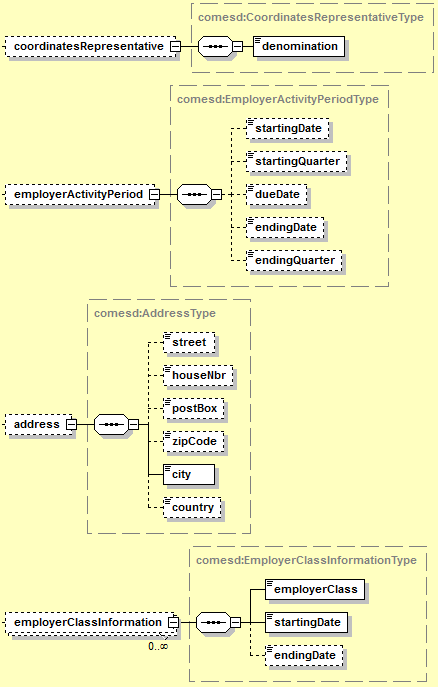 comesd:CoordinatesRepresentativeType
coordinatesRepresentative
denomination
comesd:EmployerActivityPeriodType
startingDate
startingQuarter
dueDate
employerActivityPeriod
endingDate
endingQuarter
comesd:AddressType
street
houseNbr
postBox
address
zipCode
city
country
comesd:EmployerClassInformationType
employerClass
employerClassInformation
startingDate
0..∞
endingDate